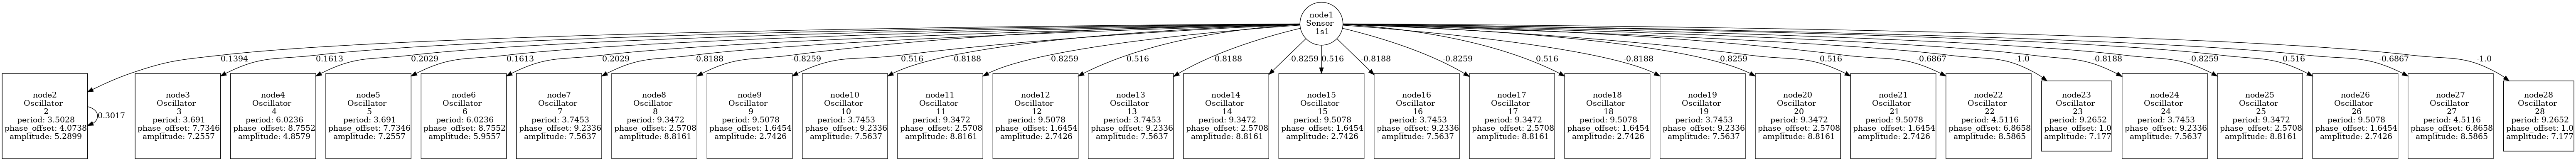 node1
Sensor
1s1
0.1394
0.1613
0.2029
0.1613
0.2029
-0.8188
-0.8259
0.516
-0.8188
-0.8259
0.516
-0.8188
-0.8259
0.516
-0.8188
-0.8259
0.516
-0.8188
-0.8259
0.516
-0.6867
-1.0
-0.8188
-0.8259
0.516
-0.6867
-1.0
node2
Oscillator
2
period: 3.5028
phase_offset: 4.0738
amplitude: 5.2899
0.3017
node3
Oscillator
3
period: 3.691
phase_offset: 7.7346
amplitude: 7.2557
node4
Oscillator
4
period: 6.0236
phase_offset: 8.7552
amplitude: 4.8579
node5
Oscillator
5
period: 3.691
phase_offset: 7.7346
amplitude: 7.2557
node6
Oscillator
6
period: 6.0236
phase_offset: 8.7552
amplitude: 5.9557
node7
Oscillator
7
period: 3.7453
phase_offset: 9.2336
amplitude: 7.5637
node8
Oscillator
8
period: 9.3472
phase_offset: 2.5708
amplitude: 8.8161
node9
Oscillator
9
period: 9.5078
phase_offset: 1.6454
amplitude: 2.7426
node10
Oscillator
10
period: 3.7453
phase_offset: 9.2336
amplitude: 7.5637
node11
Oscillator
11
period: 9.3472
phase_offset: 2.5708
amplitude: 8.8161
node12
Oscillator
12
period: 9.5078
phase_offset: 1.6454
amplitude: 2.7426
node13
Oscillator
13
period: 3.7453
phase_offset: 9.2336
amplitude: 7.5637
node14
Oscillator
14
period: 9.3472
phase_offset: 2.5708
amplitude: 8.8161
node15
Oscillator
15
period: 9.5078
phase_offset: 1.6454
amplitude: 2.7426
node16
Oscillator
16
period: 3.7453
phase_offset: 9.2336
amplitude: 7.5637
node17
Oscillator
17
period: 9.3472
phase_offset: 2.5708
amplitude: 8.8161
node18
Oscillator
18
period: 9.5078
phase_offset: 1.6454
amplitude: 2.7426
node19
Oscillator
19
period: 3.7453
phase_offset: 9.2336
amplitude: 7.5637
node20
Oscillator
20
period: 9.3472
phase_offset: 2.5708
amplitude: 8.8161
node21
Oscillator
21
period: 9.5078
phase_offset: 1.6454
amplitude: 2.7426
node22
Oscillator
22
period: 4.5116
phase_offset: 6.8658
amplitude: 8.5865
node23
Oscillator
23
period: 9.2652
phase_offset: 1.0
amplitude: 7.177
node24
Oscillator
24
period: 3.7453
phase_offset: 9.2336
amplitude: 7.5637
node25
Oscillator
25
period: 9.3472
phase_offset: 2.5708
amplitude: 8.8161
node26
Oscillator
26
period: 9.5078
phase_offset: 1.6454
amplitude: 2.7426
node27
Oscillator
27
period: 4.5116
phase_offset: 6.8658
amplitude: 8.5865
node28
Oscillator
28
period: 9.2652
phase_offset: 1.0
amplitude: 7.177